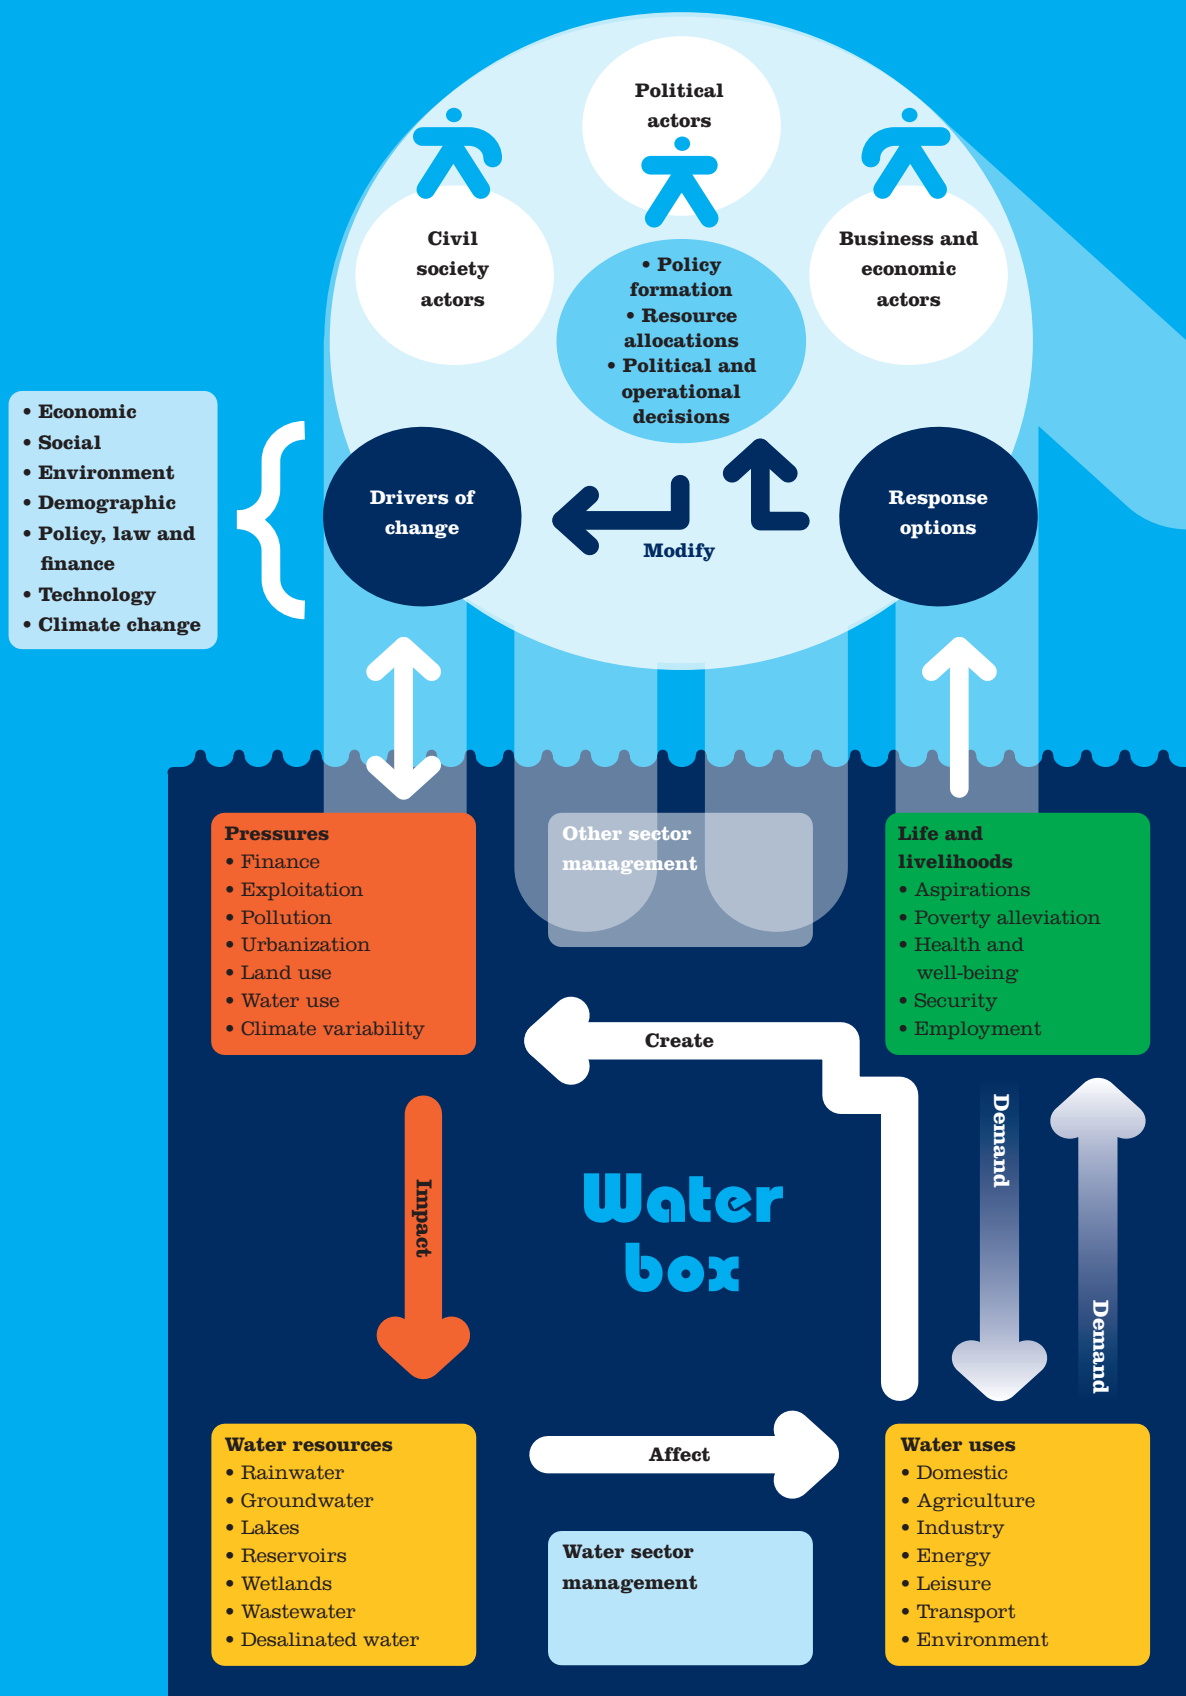 Political
actors
Civil
society
actors
Business and
economic
actors
• Policy
formation
• Resource
allocations
• Political and
operational
decisions
• Economic
• Social
• Environment
• Demographic
• Policy, law and
finance
• Technology
• Climate change
Drivers of
change
Modify
Response
options
Pressures
• Finance
• Exploitation
• Pollution
• Urbanization
• Land use
• Water use
• Climate variability
Other sector
management
Life and
livelihoods
• Aspirations
• Poverty alleviation
• Health and
well-being
• Security
• Employment
Create
Impact
Water
box
Demand
Demand
Water resources
• Rainwater
• Groundwater
• Lakes
• Reservoirs
• Wetlands
• Wastewater
• Desalinated water
Affect
Water sector
management
Water uses
• Domestic
• Agriculture
• Industry
• Energy
• Leisure
• Transport
• Environment